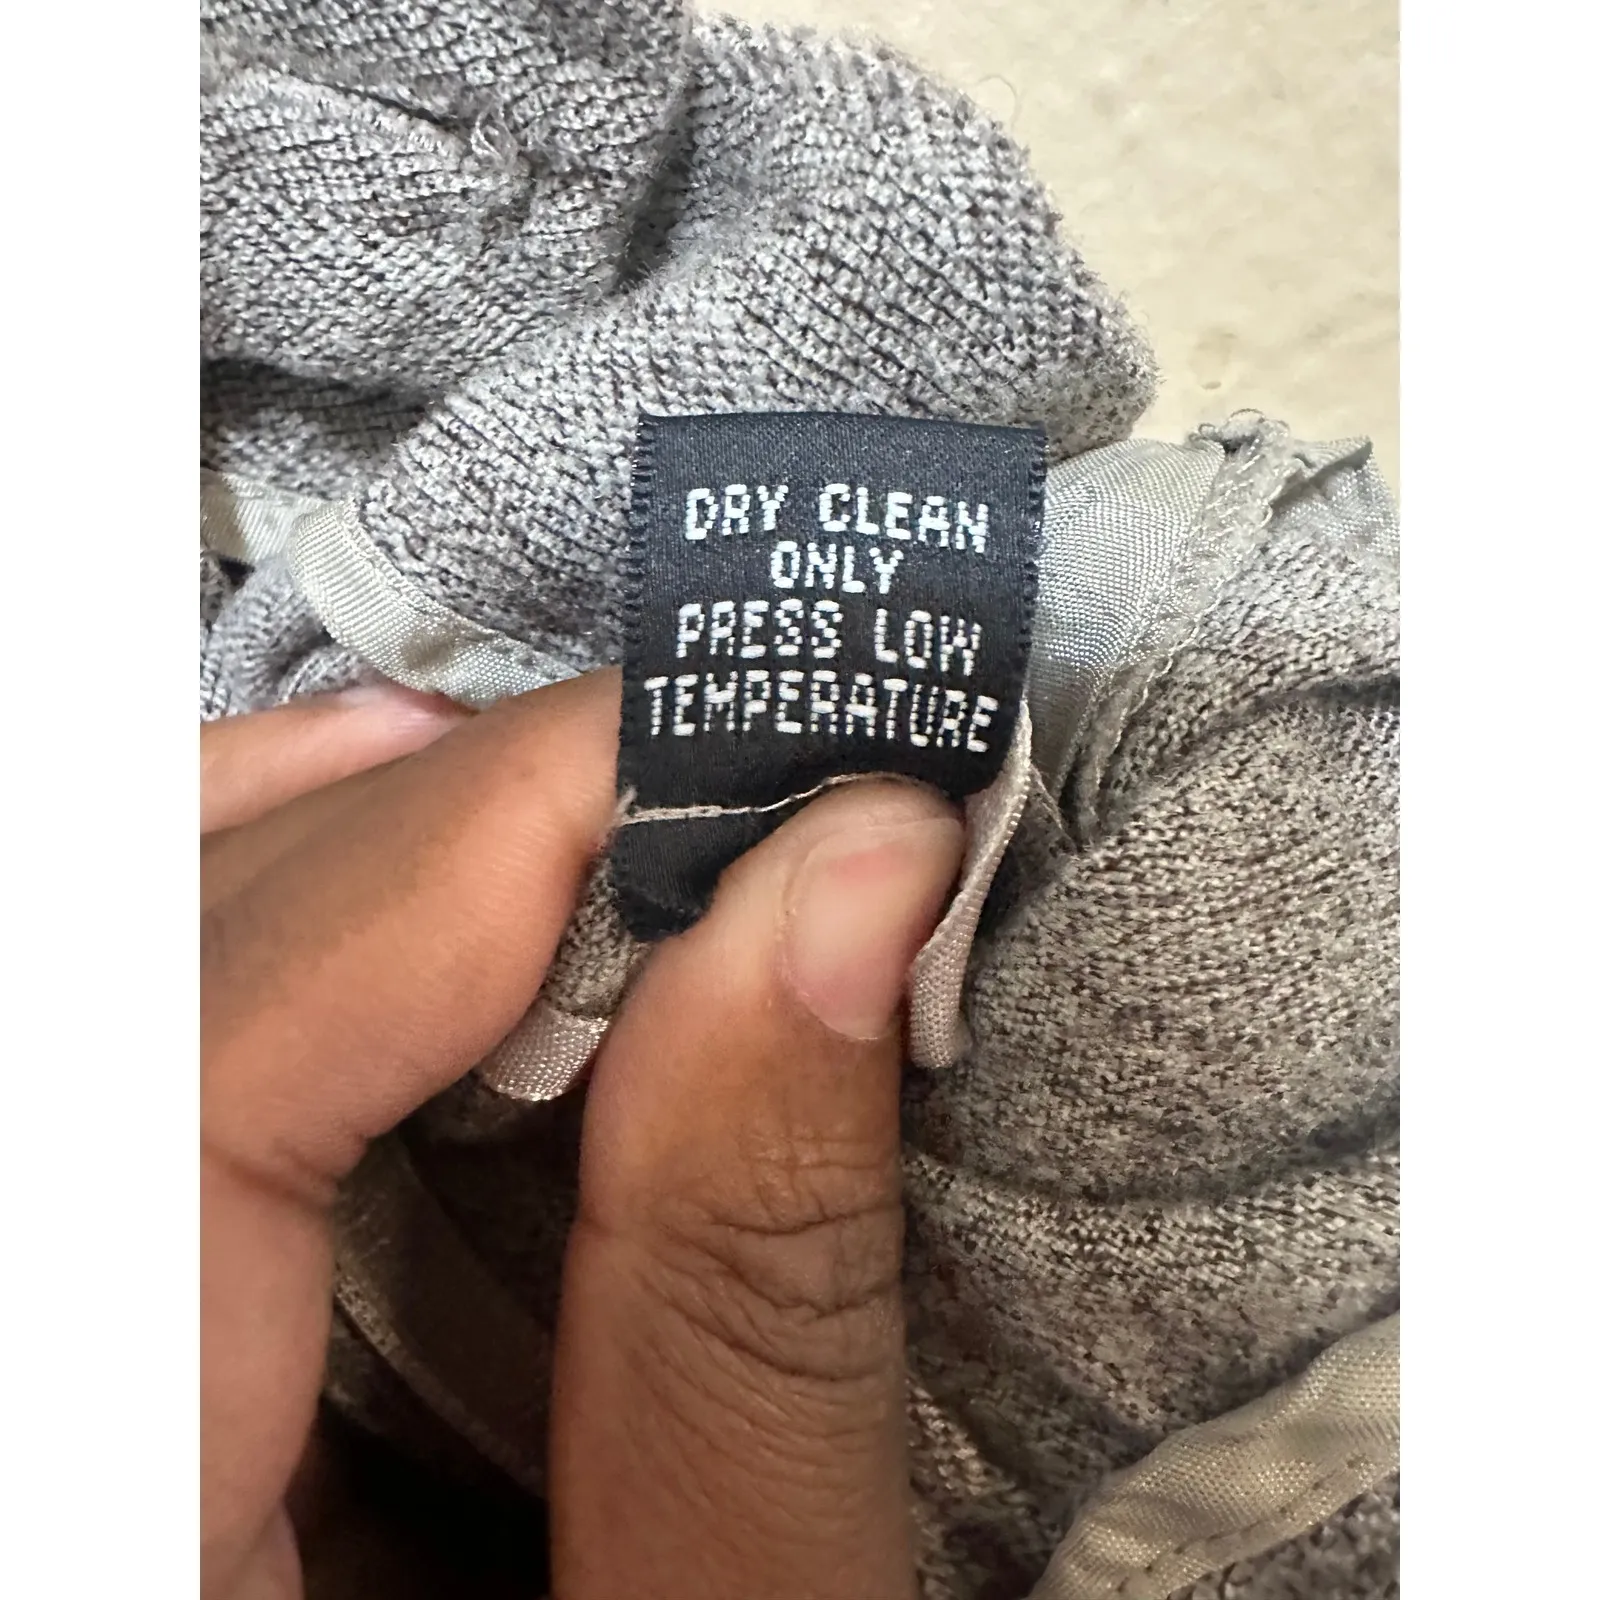 DRY CLEAN
ONLY
PRESS LOW
TEMPERATURE